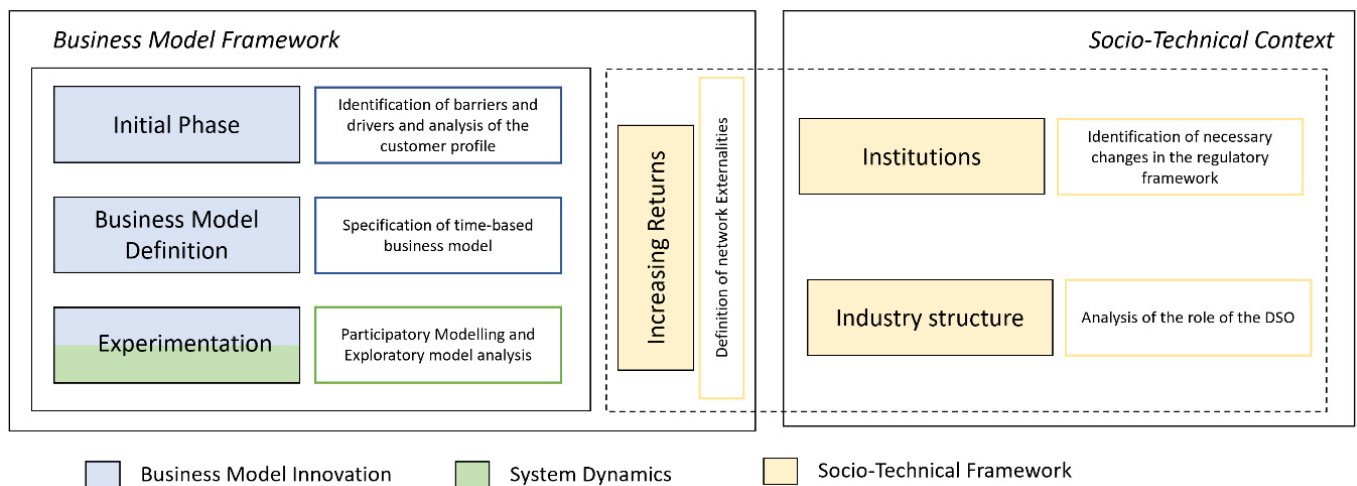 Business Model Framework
Initial Phase
Identification of barriers and
drivers and analysis of the
customer profile
Business Model
Definition
Specification of time-based
business model
Experimentation
Participatory Modelling and
Exploratory model analysis
Increasing Returns
Definition of network Externalities
Socio-Technical Context
Institutions
Identification of necessary
changes in the regulatory
framework
Industry structure
Analysis of the role of the DSO
Business Model Innovation
System Dynamics
Socio-Technical Framework